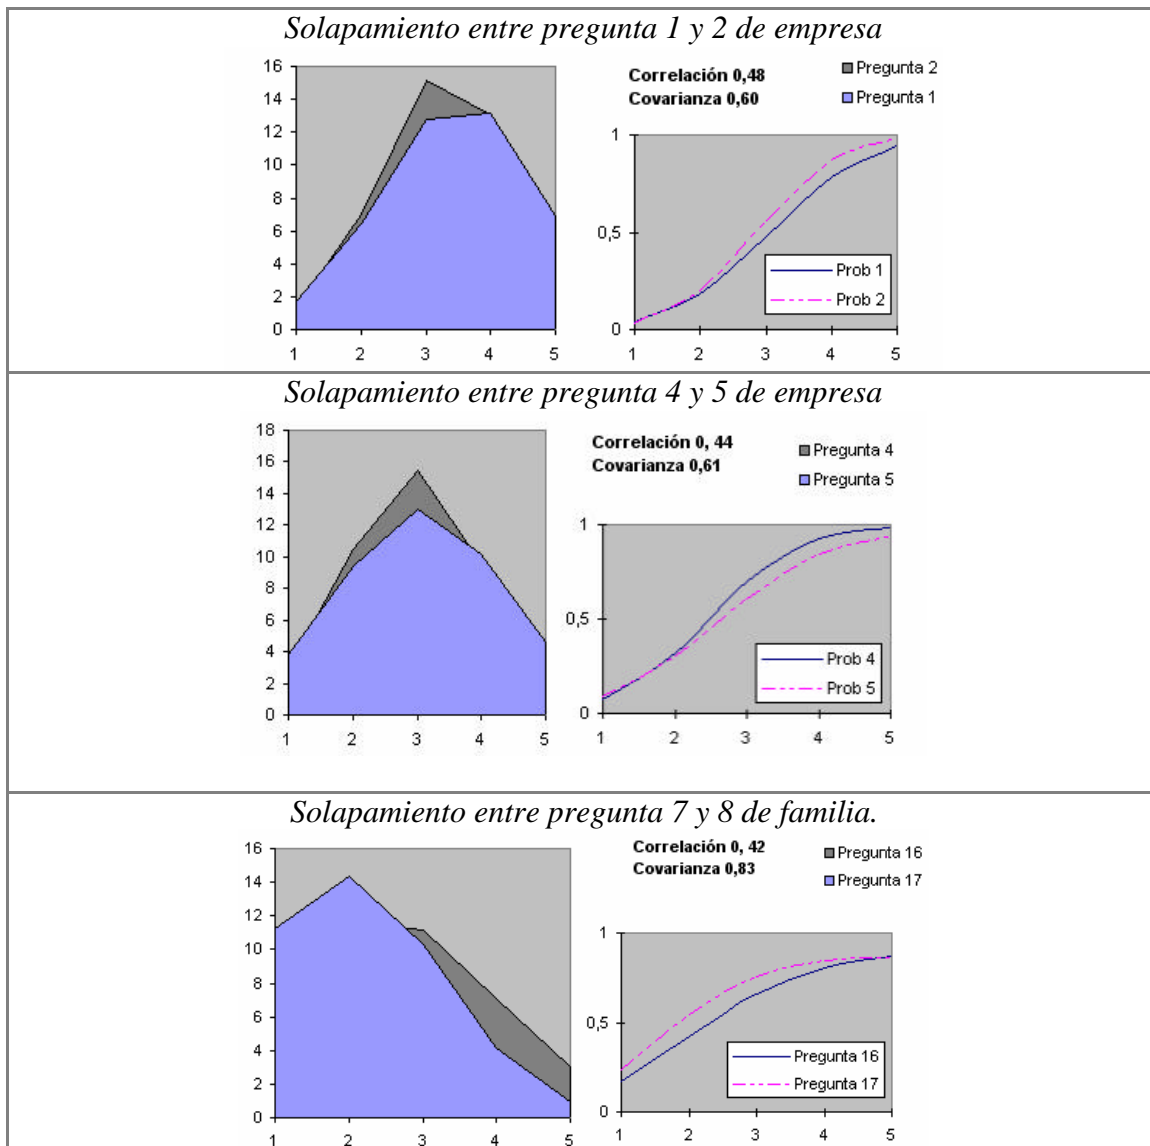 Solapamiento entre pregunta 1 y 2 de empresa
16
14
12
10
8
6
4
2
0
1 2 3 4 5
Correlación 0,48
Covarianza 0,60
Pregunta 2
Pregunta 1
1
0,5
0
Prob 1
Prob 2
1 2 3 4 5
Solapamiento entre pregunta 4 y 5 de empresa
18
16
14
12
10
8
6
4
2
0
1 2 3 4 5
Correlación 0, 44
Covarianza 0,61
Pregunta 4
Pregunta 5
1
0,5
0
Prob 4
Prob 5
1 2 3 4 5
Solapamiento entre pregunta 7 y 8 de familia.
16
14
12
10
8
6
4
2
0
1 2 3 4 5
Correlación 0, 42
Covarianza 0,83
Pregunta 16
Pregunta 17
1
0,5
0
Pregunta 16
Pregunta 17
1 2 3 4 5